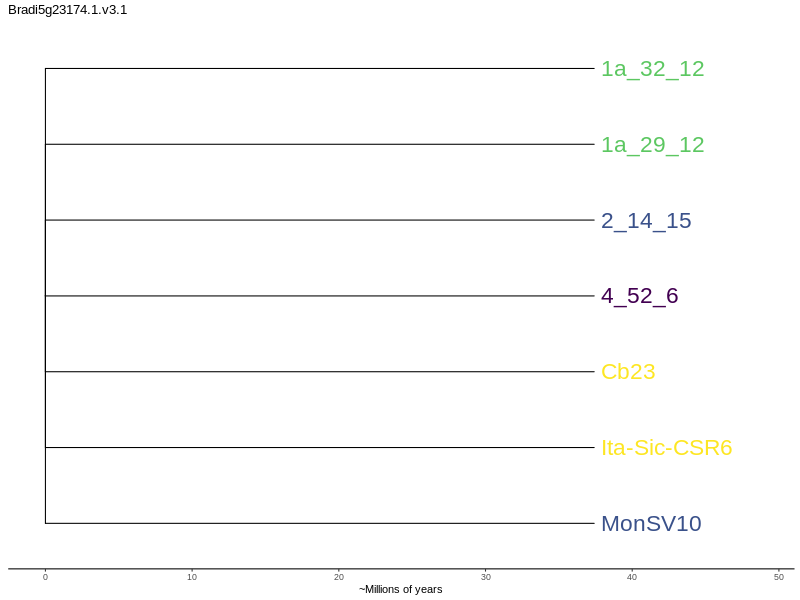 Bradi5g23174.1.v3.1
1a_32_12
1a_29_12
2_14_15
4_52_6
Cb23
Ita-Sic-CSR6
MonSV10
0 10 20 30 40 50
~Millions of years